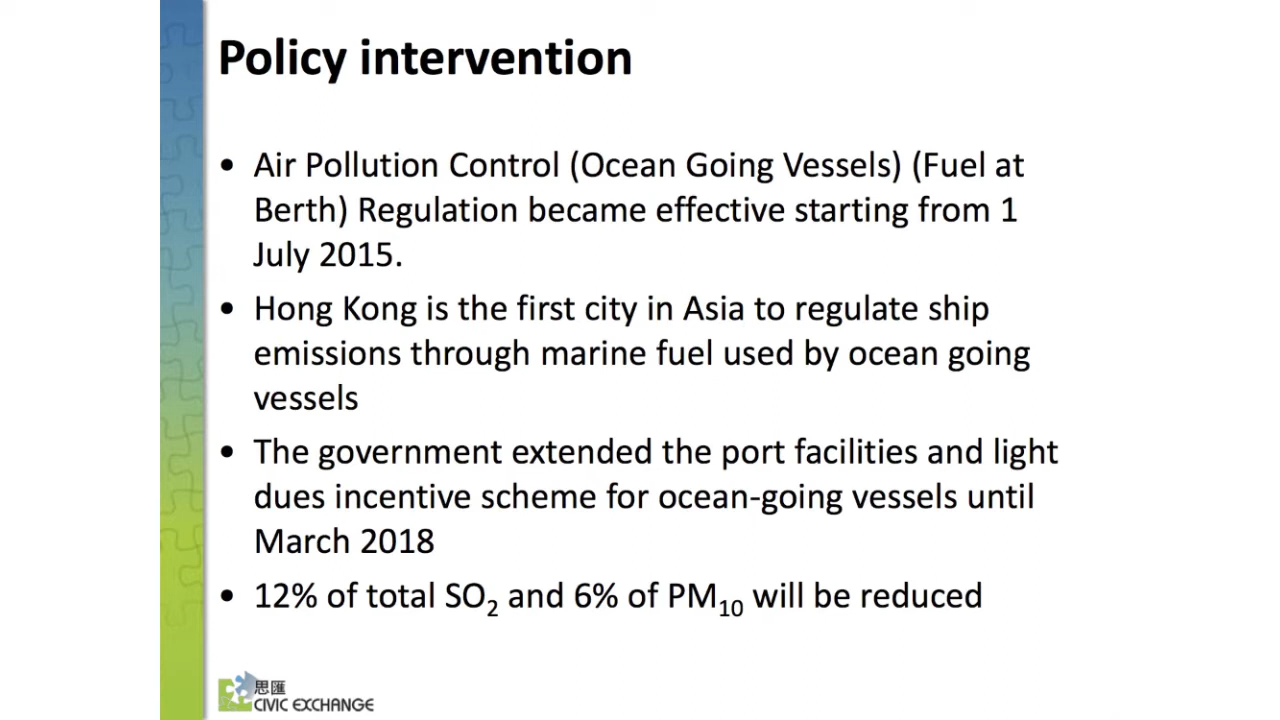 Policy intervention
• Air Pollution Control (Ocean Going Vessels) (Fuel at
Berth) Regulation became effective starting from 1
July 2015.
• Hong Kong is the first city in Asia to regulate ship
emissions through marine fuel used by ocean going
vessels
• The government extended the port facilities and light
dues incentive scheme for ocean-going vessels until
March 2018
• 12% of total SO₂ and 6% of PM₁₀ will be reduced
思匯
CIVIC EXCHANGE